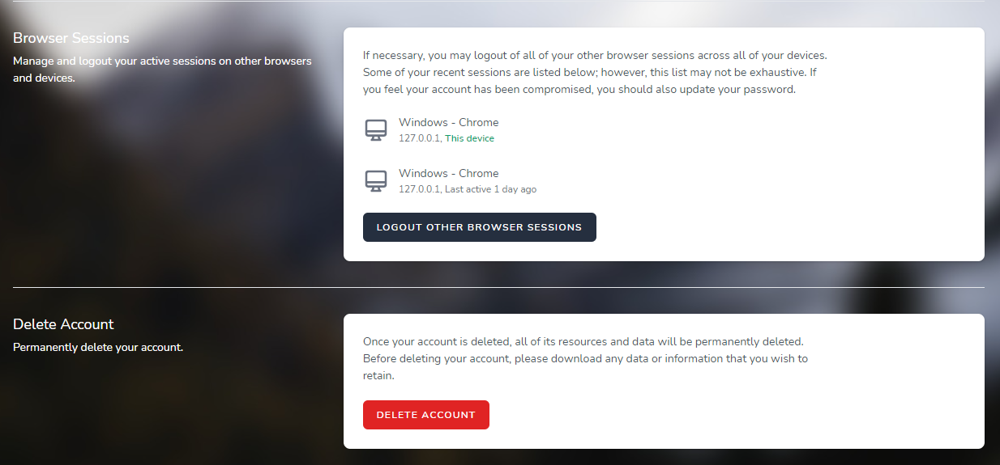 Browser Sessions
Manage and logout your active sessions on other browsers
and devices.
If necessary, you may logout of all of your other browser sessions across all of your devices.
Some of your recent sessions are listed below; however, this list may not be exhaustive. If
you feel your account has been compromised, you should also update your password.
Windows - Chrome
127.0.0.1, This device
Windows - Chrome
127.0.0.1, Last active 1 day ago
LOGOUT OTHER BROWSER SESSIONS
Delete Account
Permanently delete your account.
Once your account is deleted, all of its resources and data will be permanently deleted.
Before deleting your account, please download any data or information that you wish to
retain.
DELETE ACCOUNT